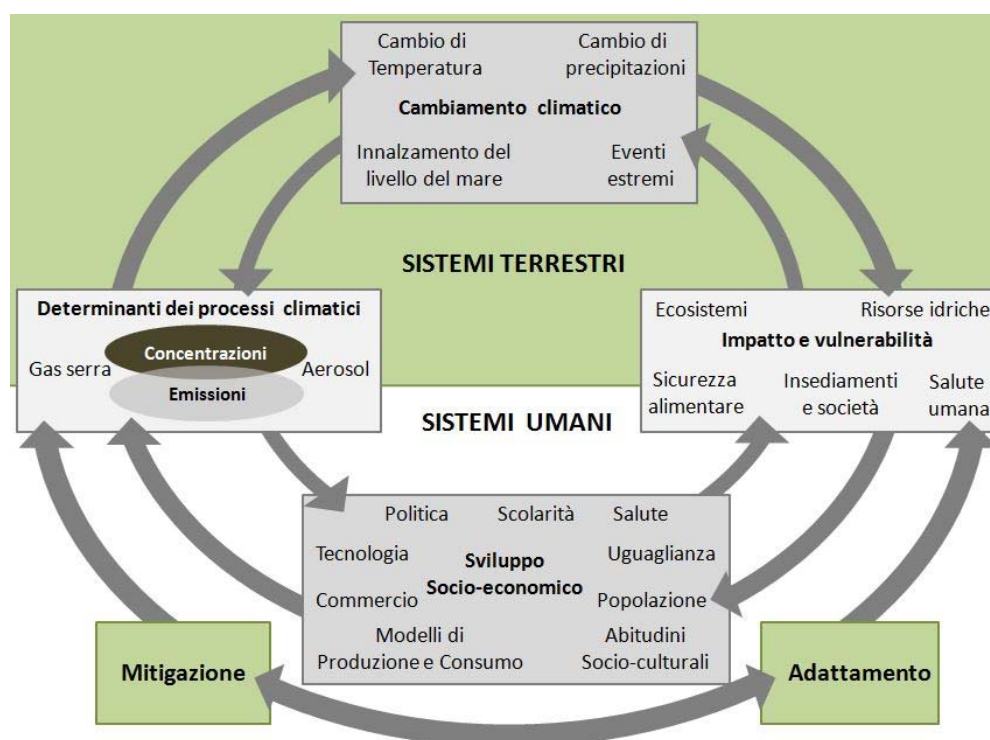 Cambio di
Temperatura
Cambio di
precipitazioni
Cambiamento climatico
Innalzamento del
livello del mare
Eventi
estremi
SISTEMI TERRESTRI
Determinanti dei processi climatici
Concentrazioni
Gas serra
Aerosol
Emissioni
Ecosistemi
Risorse idriche
Impatto e vulnerabilità
Sicurezza
alimentare
Insediamenti
e società
Salute
umana
SISTEMI UMANI
Politica
Scolarità
Salute
Tecnologia
Sviluppo
Socio-economico
Uguaglianza
Commercio
Popolazione
Modelli di
Produzione e Consumo
Abitudini
Socio-culturali
Mitigazione
Adattamento